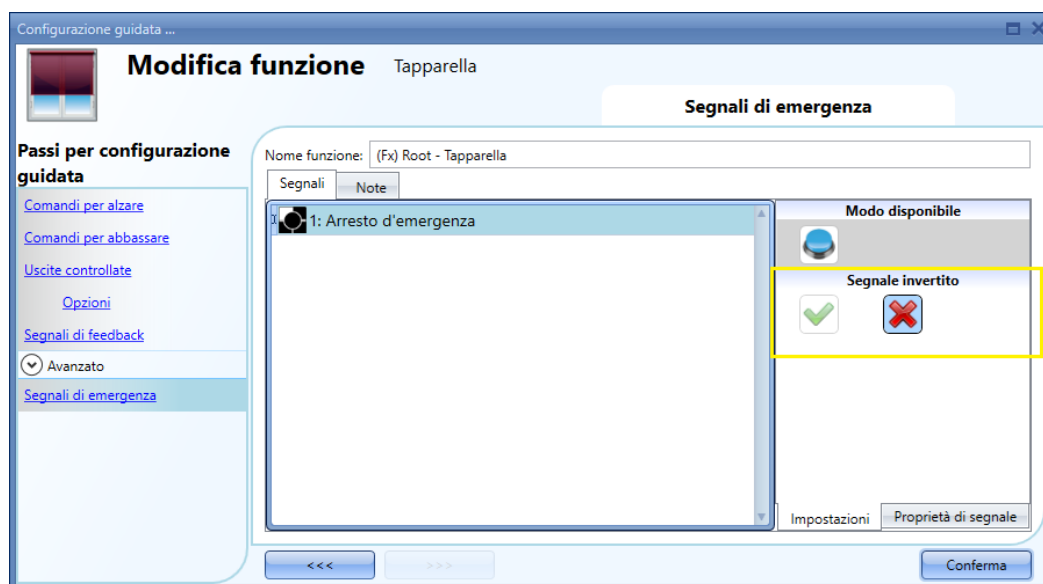 Configurazione guidata ...
Modifica funzione Tapparella
Segnali di emergenza
Passi per configurazione
guidata
Comandi per alzare
Comandi per abbassare
Uscite controllate
Opzioni
Segnali di feedback
Avanzato
Segnali di emergenza
Nome funzione: (Fx) Root - Tapparella
Segnali Note
1: Arresto d'emergenza
Modo disponibile
Segnale invertito
Impostazioni Proprietà di segnale
<<< >>> Conferma